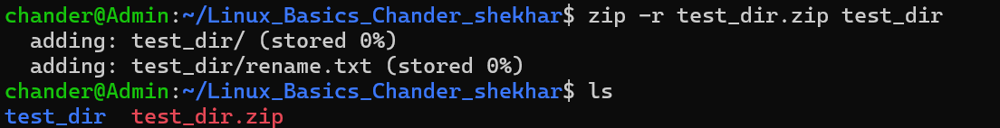 chander@Admin:~/Linux_Basics_Chander_shekhar$ zip -r test_dir.zip test_dir
  adding: test_dir/ (stored 0%)
  adding: test_dir/rename.txt (stored 0%)
chander@Admin:~/Linux_Basics_Chander_shekhar$ ls
test_dir  test_dir.zip